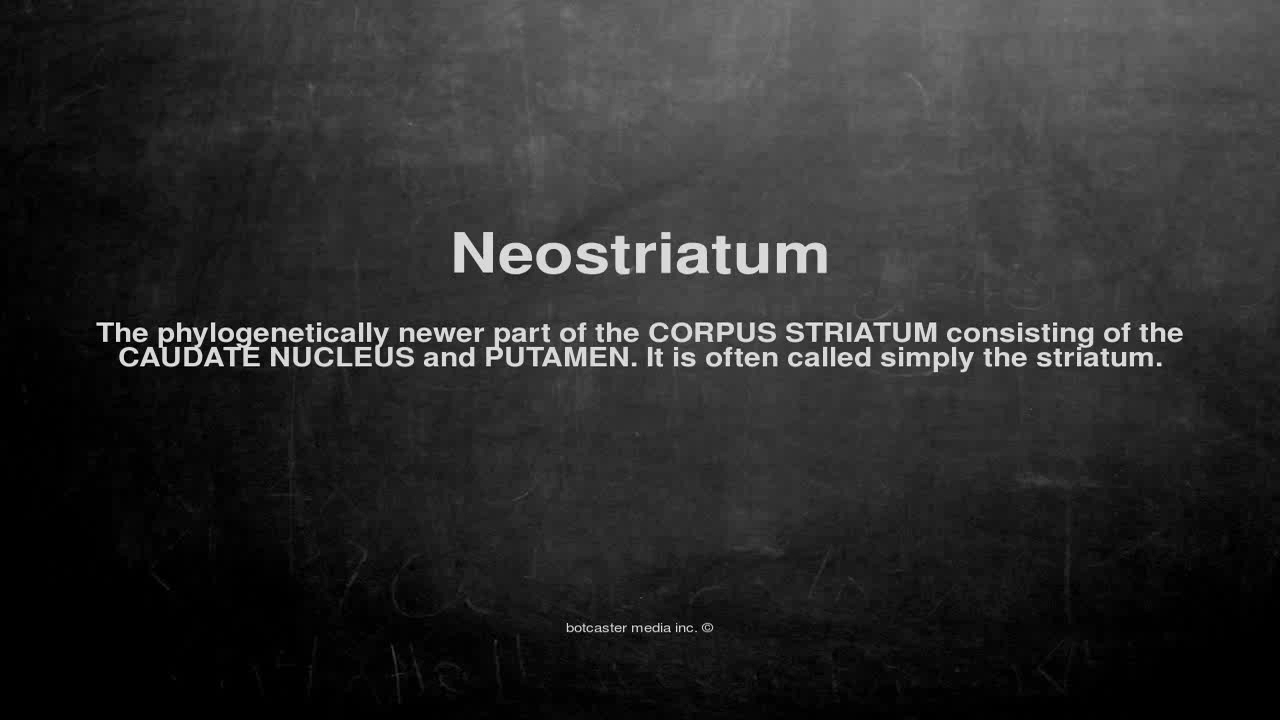 Neostriatum
The phylogenetically newer part of the CORPUS STRIATUM consisting of the
CAUDATE NUCLEUS and PUTAMEN. It is often called simply the striatum.
botcaster media inc. ©